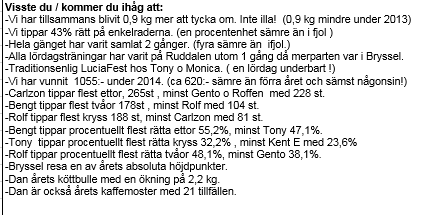 Visste du / kommer du ihåg att:
-Vi har tillsammans blivit 0,9 kg mer att tycka om. Inte illa!  (0,9 kg mindre under 2013)
-Vi tippar 43% rätt på enkelraderna. (en procentenhet sämre än i fjol )
-Hela gänget har varit samlat 2 gånger. (fyra sämre än  ifjol.)
-Alla lördagsträningar har varit på Ruddalen utom 1 gång då merparten var i Bryssel.
-Traditionsenlig LuciaFest hos Tony o Monica. ( en lördag underbart !)
-Vi har vunnit  1055:- under 2014. (ca 620:- sämre än förra året och sämst någonsin!)
-Carlzon tippar flest ettor, 265st , minst Gento o Roffen  med 228 st.
-Bengt tippar flest tvåor 178st , minst Rolf med 104 st.
-Rolf tippar flest kryss 188 st, minst Carlzon med 81 st.
-Bengt tippar procentuellt flest rätta ettor 55,2%, minst Tony 47,1%.
-Tony  tippar procentuellt flest rätta kryss 32,2% , minst Kent E med 23,6%
-Rolf tippar procentuellt flest rätta tvåor 48,1%, minst Gento 38,1%.
-Bryssel resa en av årets absoluta höjdpunkter.
-Dan årets köttbulle med en ökning på 2,2 kg.
-Dan är också årets kaffemoster med 21 tillfällen.